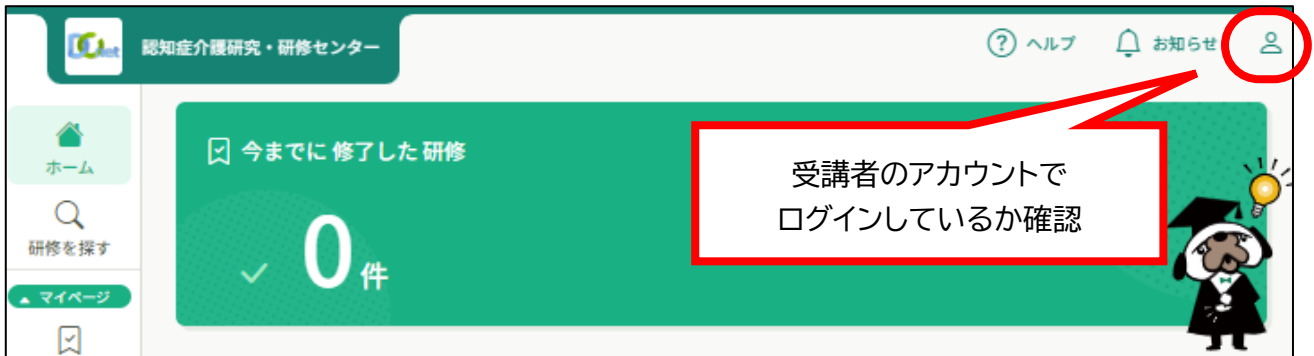 DCnet
認知症介護研究・研修センター
ヘルプ
お知らせ
ホーム
研修を探す
マイページ
今までに修了した研修
0件
受講者のアカウントで
ログインしているか確認